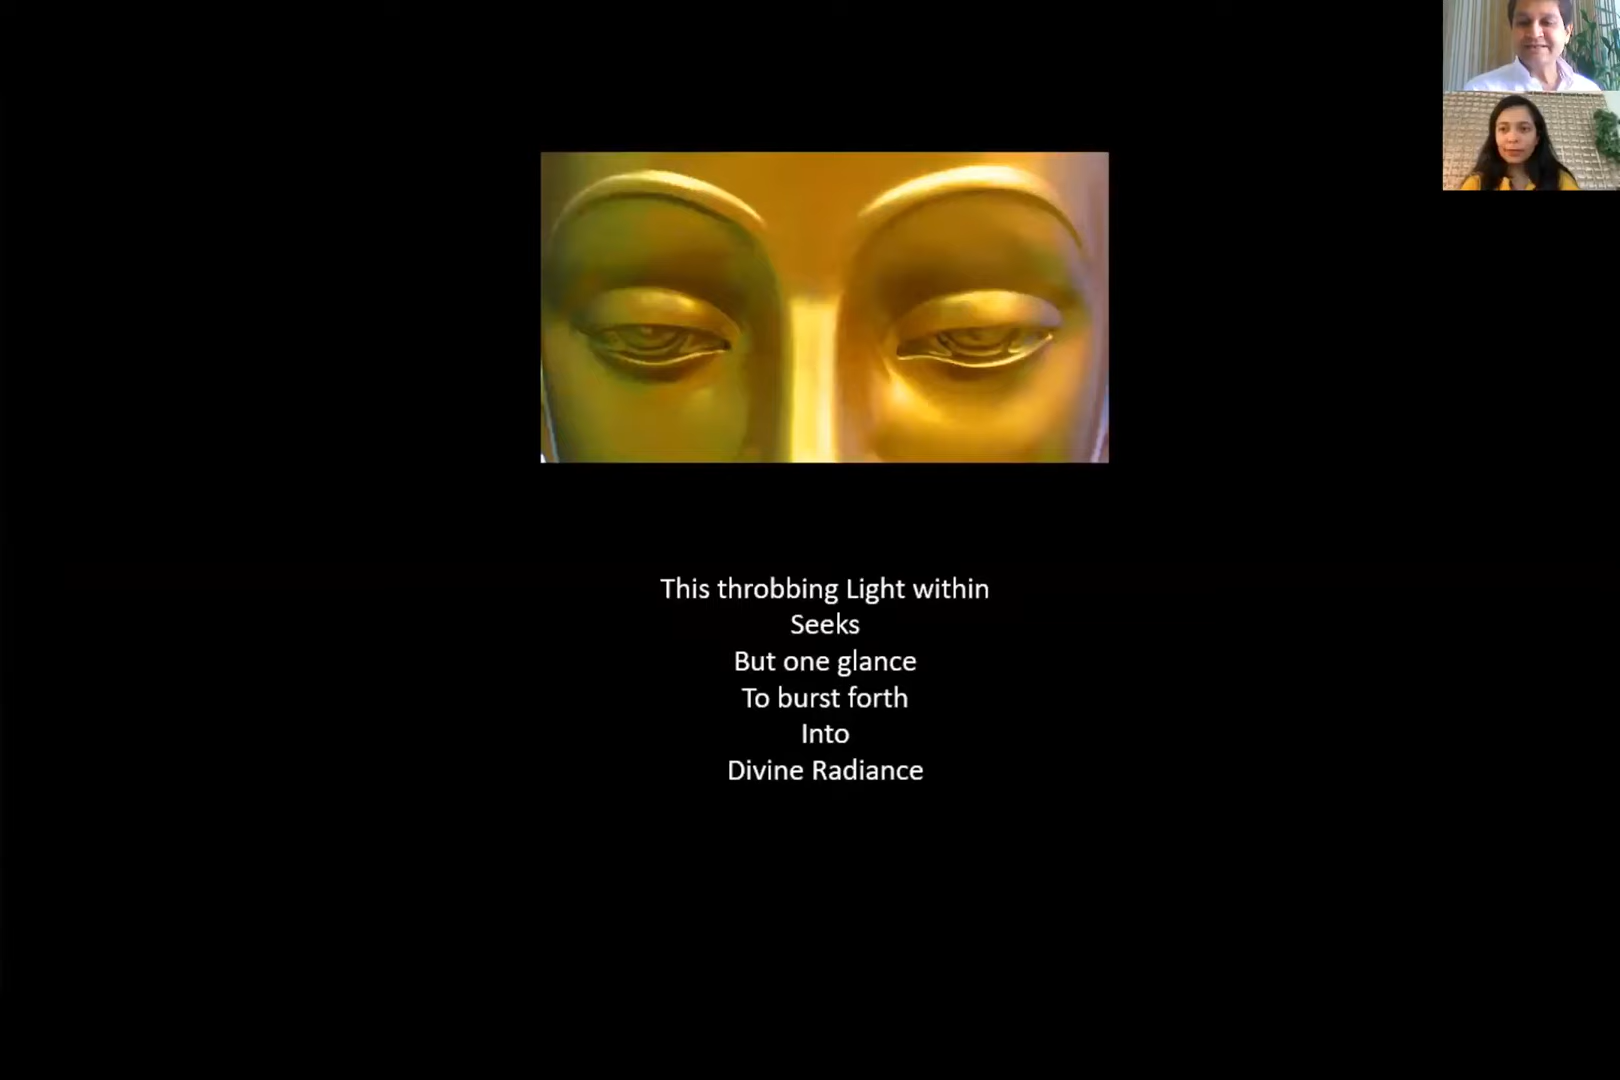 This throbbing Light within
Seeks
But one glance
To burst forth
Into
Divine Radiance